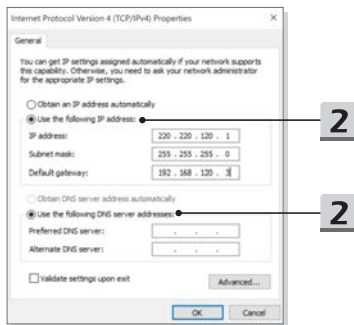 Internet Protocol Version 4 (TCP/IPv4) Properties
General
You can get IP settings assigned automatically if your network supports
this capability. Otherwise, you need to ask your network administrator
for the appropriate IP settings.
Obtain an IP address automatically
Use the following IP address:
2
IP address: 220 . 220 . 120 . 1
Subnet mask: 255 . 255 . 255 . 0
Default gateway: 192 . 168 . 120 . 3
Obtain DNS server address automatically
Use the following DNS server addresses:
2
Preferred DNS server: . . .
Alternate DNS server: . . .
Validate settings upon exit
Advanced...
OK Cancel